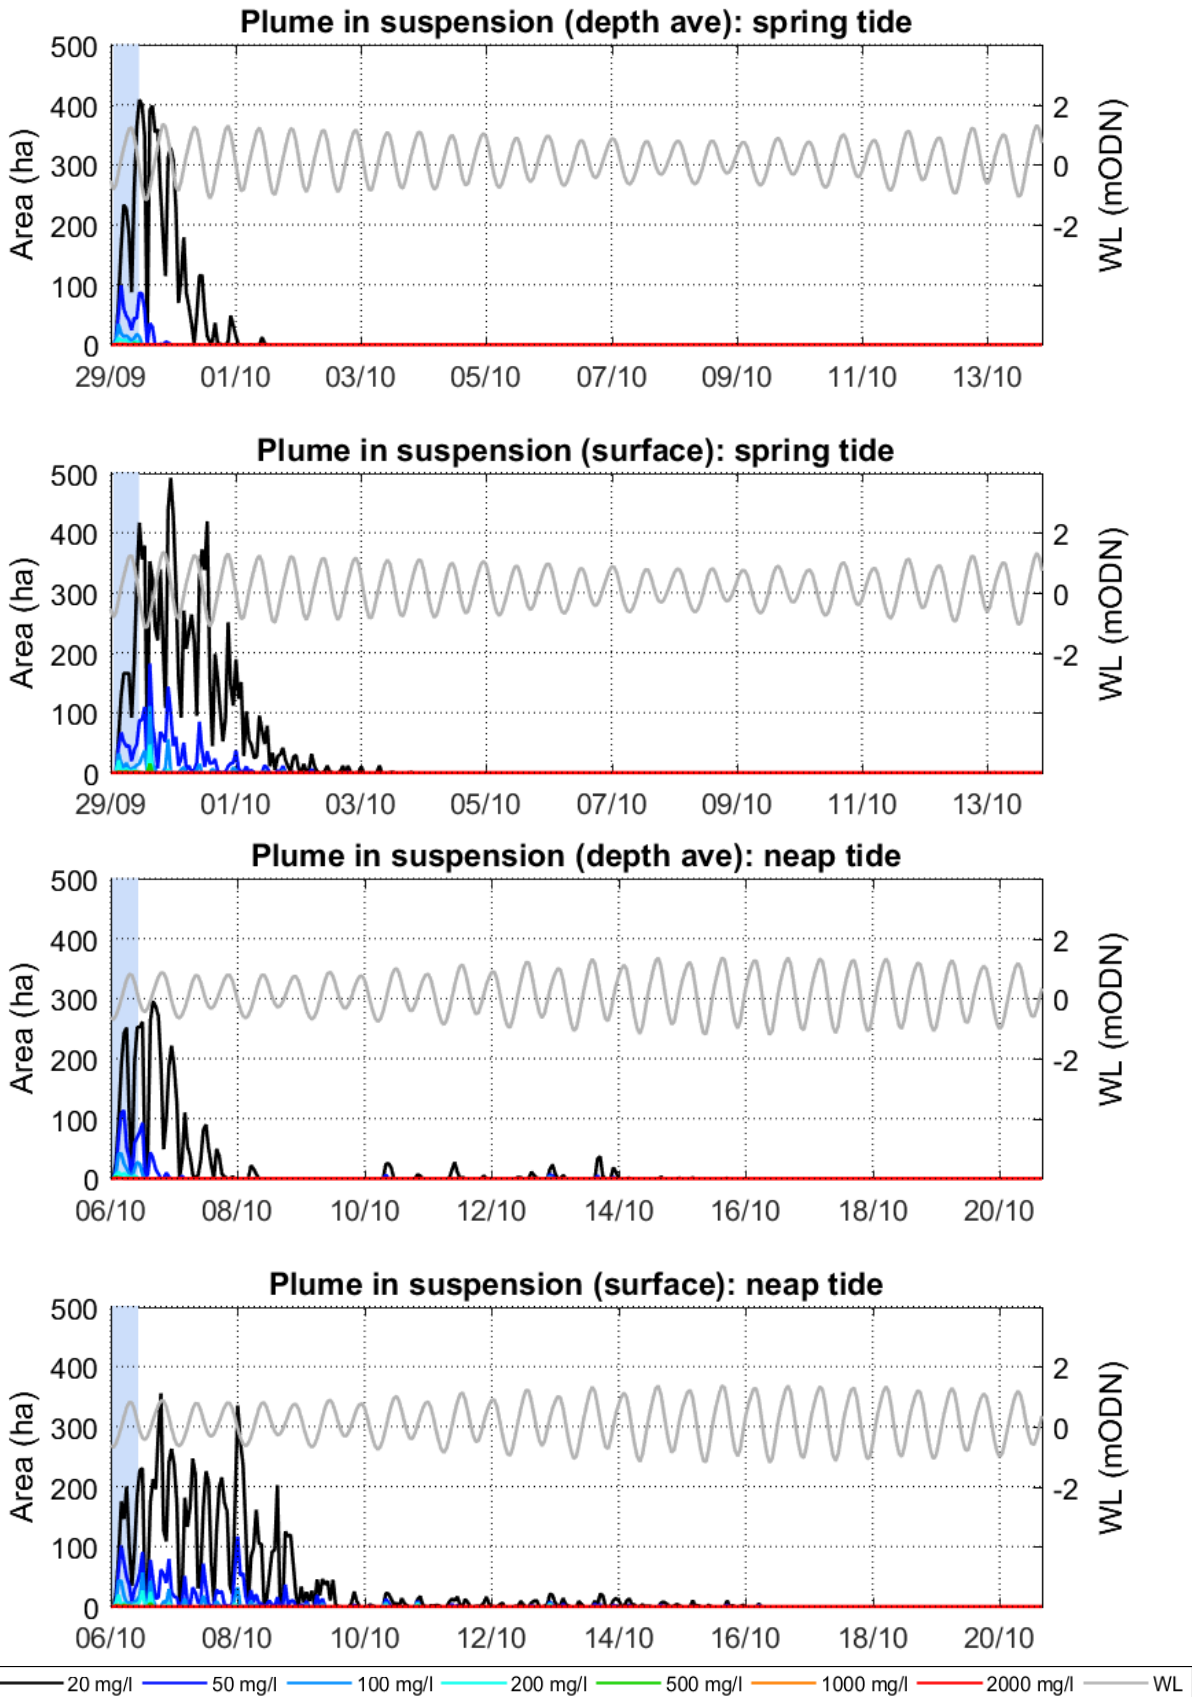 Plume in suspension (depth ave): spring tide
500
400
300
200
100
0
Area (ha)
2
0
-2
WL (mODN)
29/09 01/10 03/10 05/10 07/10 09/10 11/10 13/10
Plume in suspension (surface): spring tide
500
400
300
200
100
0
Area (ha)
2
0
-2
WL (mODN)
29/09 01/10 03/10 05/10 07/10 09/10 11/10 13/10
Plume in suspension (depth ave): neap tide
500
400
300
200
100
0
Area (ha)
2
0
-2
WL (mODN)
06/10 08/10 10/10 12/10 14/10 16/10 18/10 20/10
Plume in suspension (surface): neap tide
500
400
300
200
100
0
Area (ha)
2
0
-2
WL (mODN)
06/10 08/10 10/10 12/10 14/10 16/10 18/10 20/10
20 mg/l 50 mg/l 100 mg/l 200 mg/l 500 mg/l 1000 mg/l 2000 mg/l WL